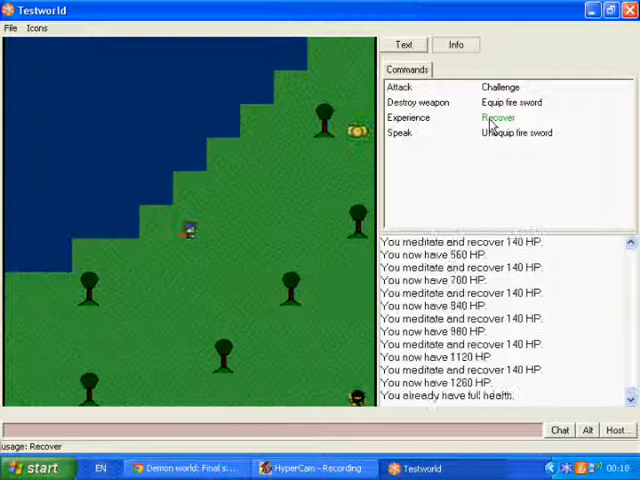 Testworld
File Icons
Text Info
Commands
Attack Challenge
Destroy weapon Equip fire sword
Experience Recover
Speak Unequip fire sword
You meditate and recover 140 HP.
You now have 560 HP.
You meditate and recover 140 HP.
You now have 700 HP.
You meditate and recover 140 HP.
You now have 840 HP.
You meditate and recover 140 HP.
You now have 980 HP.
You meditate and recover 140 HP.
You now have 1120 HP.
You meditate and recover 140 HP.
You now have 1260 HP.
You already have full health.
Chat Alt Host...
usage: Recover
start EN Demon world: Final s... HyperCam - Recording Testworld 00:18